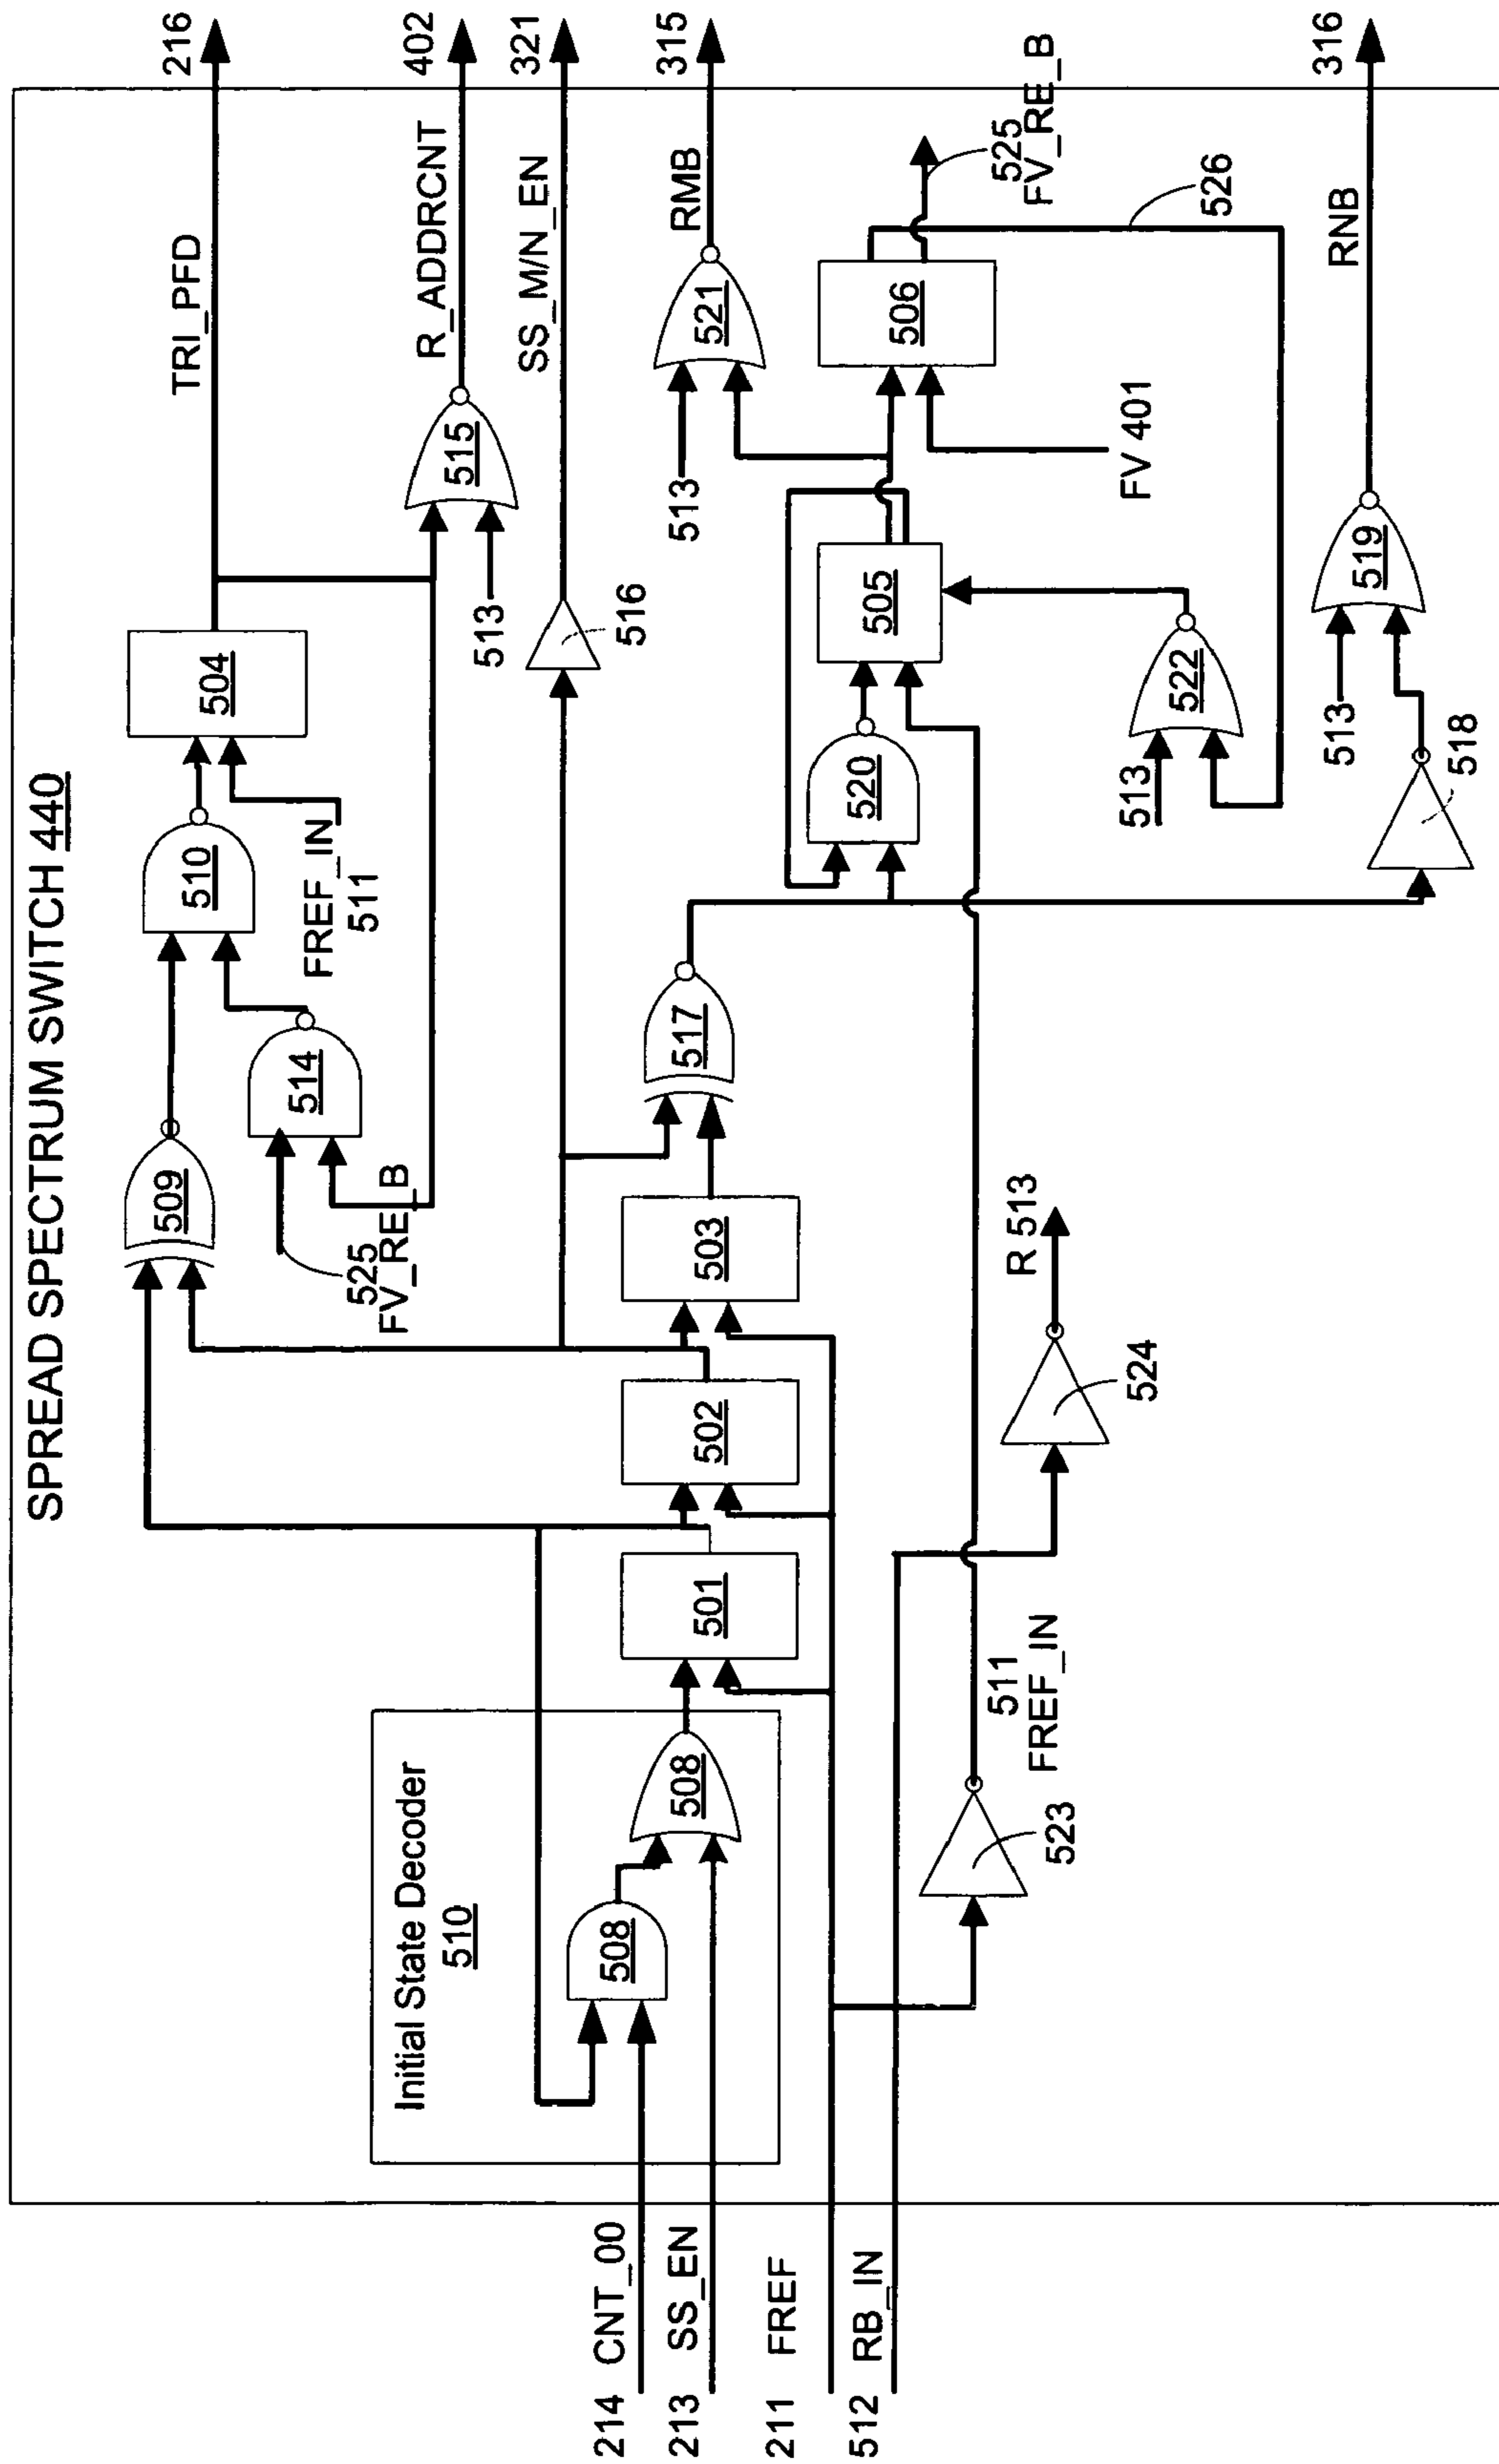 SPREAD SPECTRUM SWITCH 440
Initial State Decoder
510
508
508
214 CNT_00
213 SS_EN
211 FREF
512 RB_IN
501
502
503
509
514
525
FV_RE_B
510
FREF_IN
511
504
TRI_PFD
216
515
513
R_ADDRCNT
402
516
SS_M/N_EN
321
517
520
505
513
521
RMB
315
506
FV 401
525
FV_RE_B
526
513
522
518
513
519
RNB
316
523
511
FREF_IN
524
R 513